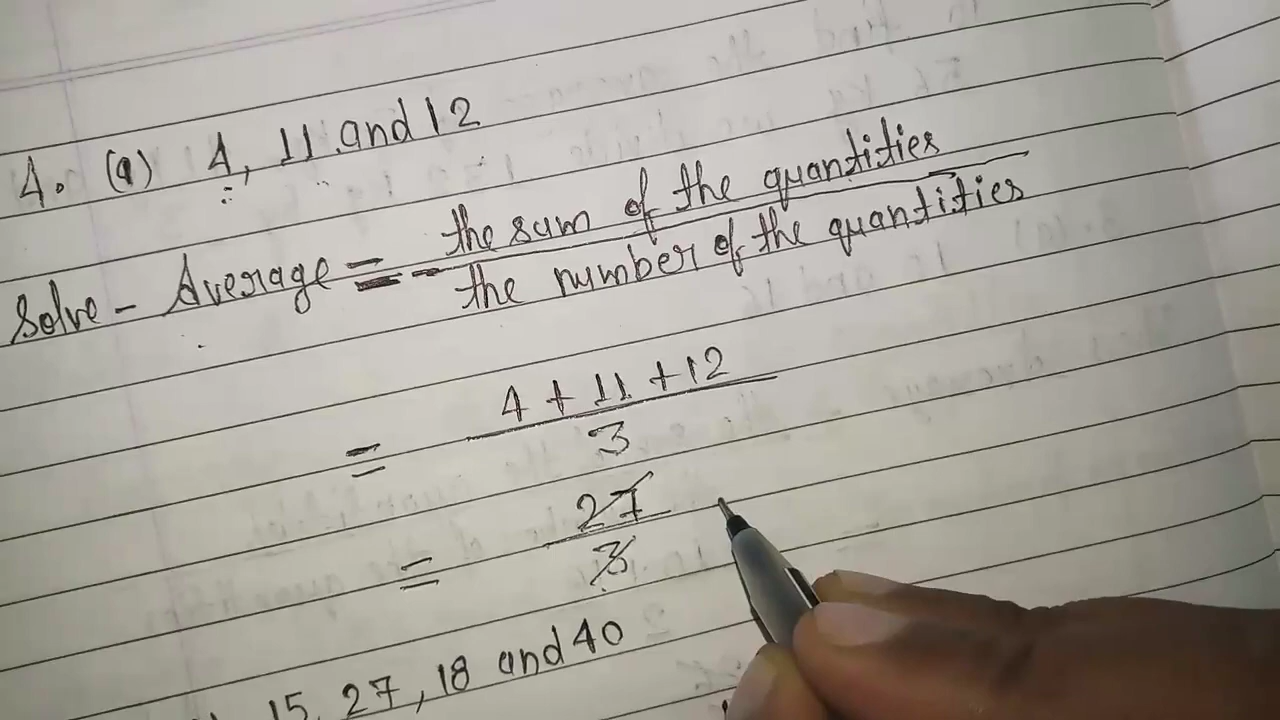 4. (a) 4, 11 and 12
Solve - Average = the sum of the quantities
the number of the quantities
= 4 + 11 + 12
3
= 27
3
15, 27, 18 and 40